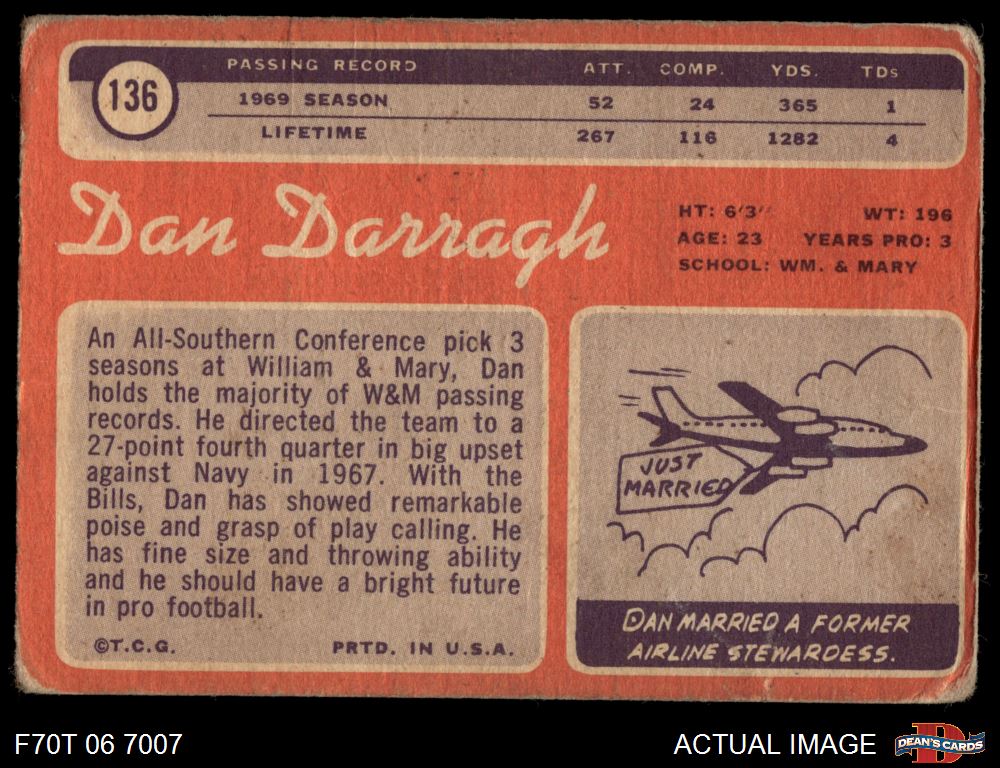 136
PASSING RECORD ATT. COMP. YDS. TDs
1969 SEASON 52 24 365 1
LIFETIME 267 116 1282 4
Dan Darragh
HT: 6'3" WT: 196
AGE: 23 YEARS PRO: 3
SCHOOL: WM. & MARY
An All-Southern Conference pick 3
seasons at William & Mary, Dan
holds the majority of W&M passing
records. He directed the team to a
27-point fourth quarter in big upset
against Navy in 1967. With the
Bills, Dan has showed remarkable
poise and grasp of play calling. He
has fine size and throwing ability
and he should have a bright future
in pro football.
©T.C.G. PRTD. IN U.S.A.
JUST
MARRIED
DAN MARRIED A FORMER
AIRLINE STEWARDESS.
F70T 06 7007
ACTUAL IMAGE
DEAN'S CARDS